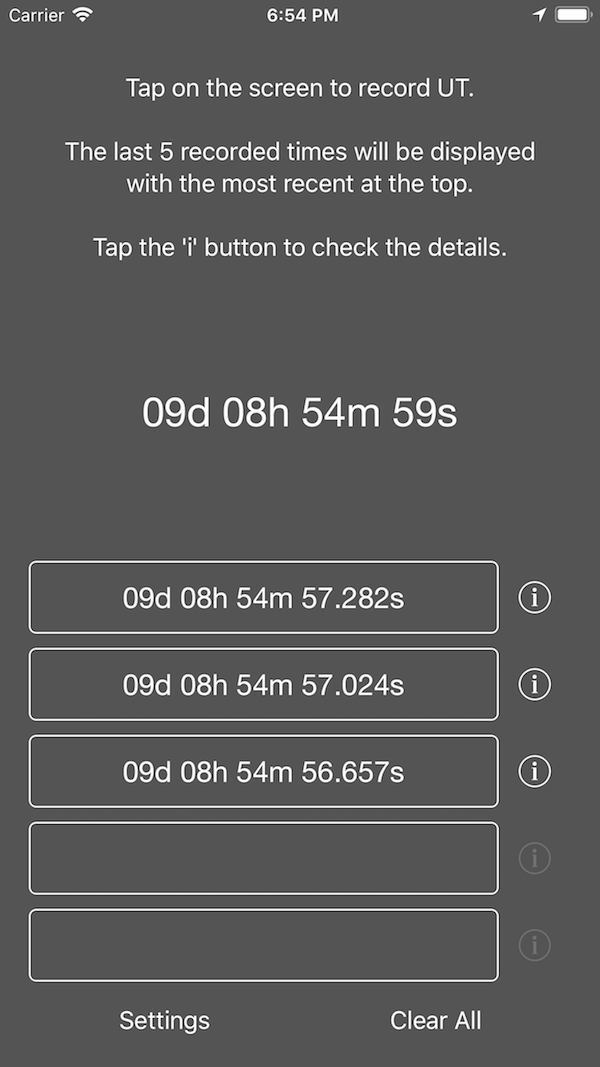 Carrier 6:54 PM
Tap on the screen to record UT.
The last 5 recorded times will be displayed
with the most recent at the top.
Tap the 'i' button to check the details.
09d 08h 54m 59s
09d 08h 54m 57.282s i
09d 08h 54m 57.024s i
09d 08h 54m 56.657s i
i
i
Settings Clear All